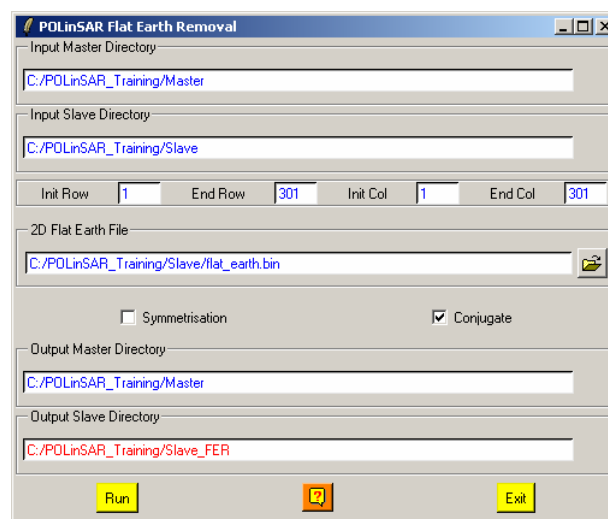 POLinSAR Flat Earth Removal
Input Master Directory
C:/POLinSAR_Training/Master
Input Slave Directory
C:/POLinSAR_Training/Slave
Init Row 1 End Row 301 Init Col 1 End Col 301
2D Flat Earth File
C:/POLinSAR_Training/Slave/flat_earth.bin
Symmetrisation Conjugate
Output Master Directory
C:/POLinSAR_Training/Master
Output Slave Directory
C:/POLinSAR_Training/Slave_FER
Run ? Exit